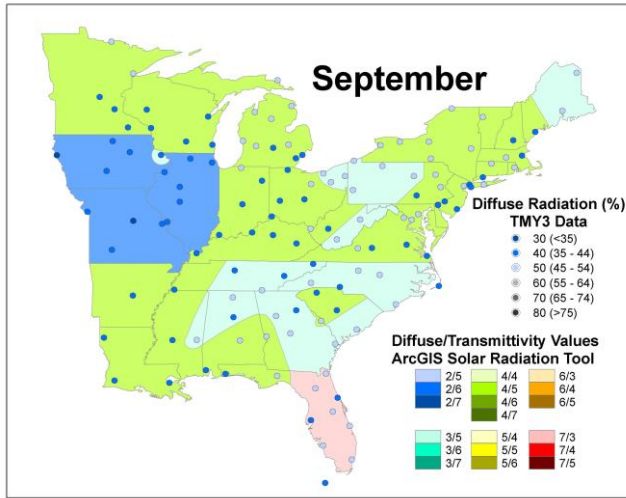 September
Diffuse Radiation (%)
TMY3 Data
30 (<35)
40 (35 - 44)
50 (45 - 54)
60 (55 - 64)
70 (65 - 74)
80 (>75)
Diffuse/Transmittivity Values
ArcGIS Solar Radiation Tool
2/5 4/4 6/3
2/6 4/5 6/4
2/7 4/6 6/5
4/7
3/5 5/4 7/3
3/6 5/5 7/4
3/7 5/6 7/5